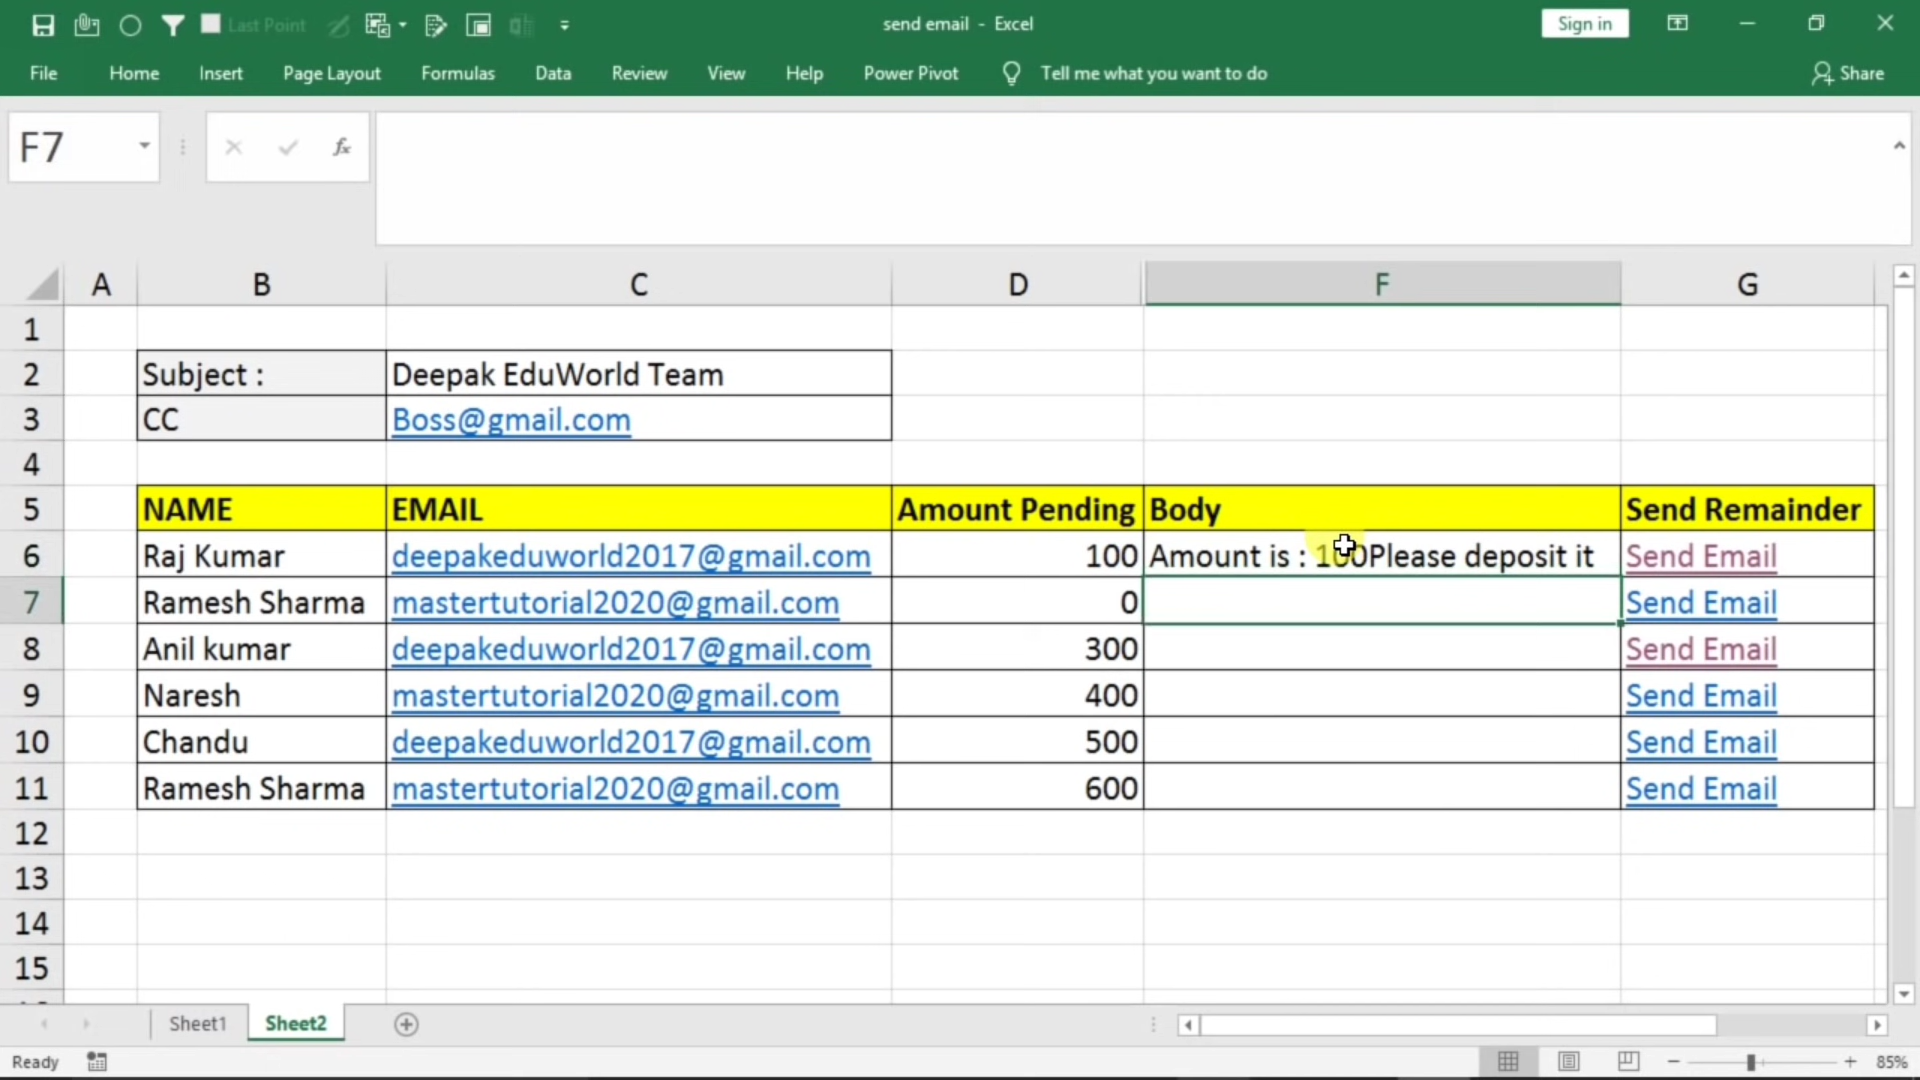 Last Point
send email - Excel
Sign in
File Home Insert Page Layout Formulas Data Review View Help Power Pivot Tell me what you want to do Share
F7 fx
A B C D F G
1
2 Subject : Deepak EduWorld Team
3 CC Boss@gmail.com
4
5 NAME EMAIL Amount Pending Body Send Remainder
6 Raj Kumar deepakeduworld2017@gmail.com 100 Amount is : 100Please deposit it Send Email
7 Ramesh Sharma mastertutorial2020@gmail.com 0 Send Email
8 Anil kumar deepakeduworld2017@gmail.com 300 Send Email
9 Naresh mastertutorial2020@gmail.com 400 Send Email
10 Chandu deepakeduworld2017@gmail.com 500 Send Email
11 Ramesh Sharma mastertutorial2020@gmail.com 600 Send Email
12
13
14
15
Sheet1 Sheet2
Ready 85%